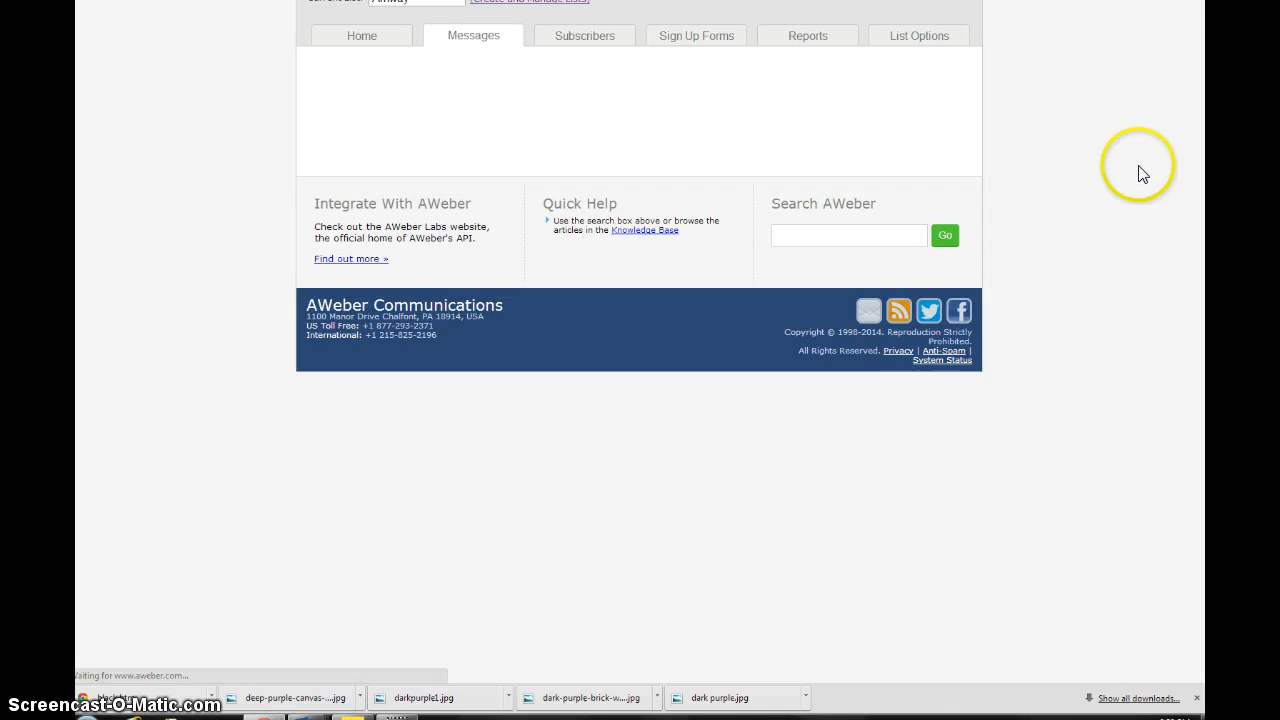 Amway [Create and Manage Lists]
Home Messages Subscribers Sign Up Forms Reports List Options
Integrate With AWeber
Check out the AWeber Labs website,
the official home of AWeber's API.
Find out more »
Quick Help
Use the search box above or browse the
articles in the Knowledge Base
Search AWeber
Go
AWeber Communications
1100 Manor Drive Chalfont, PA 18914, USA
US Toll Free: +1 877-293-2371
International: +1 215-825-2196
Copyright © 1998-2014. Reproduction Strictly
Prohibited.
All Rights Reserved. Privacy | Anti-Spam |
System Status
Waiting for www.aweber.com...
deep-purple-canvas-....jpg darkpurple1.jpg dark-purple-brick-w....jpg dark purple.jpg Show all downloads...
Screencast-O-Matic.com